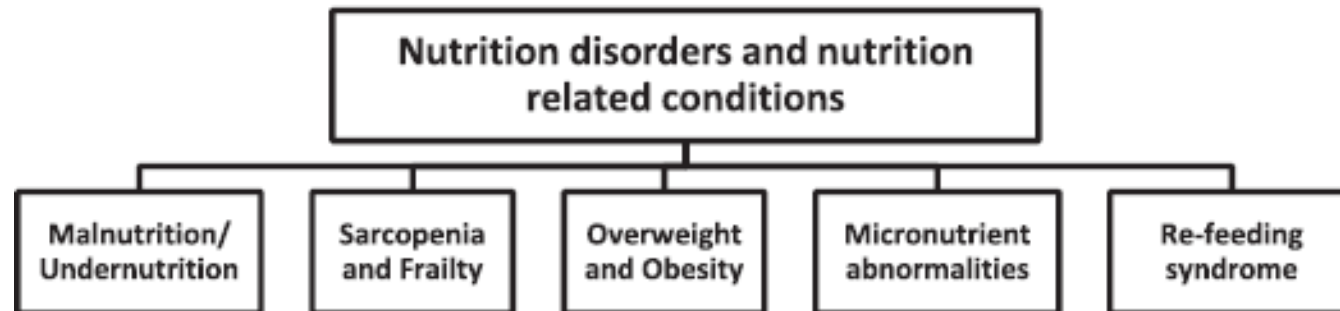 Nutrition disorders and nutrition
related conditions
Malnutrition/
Undernutrition
Sarcopenia
and Frailty
Overweight
and Obesity
Micronutrient
abnormalities
Re-feeding
syndrome